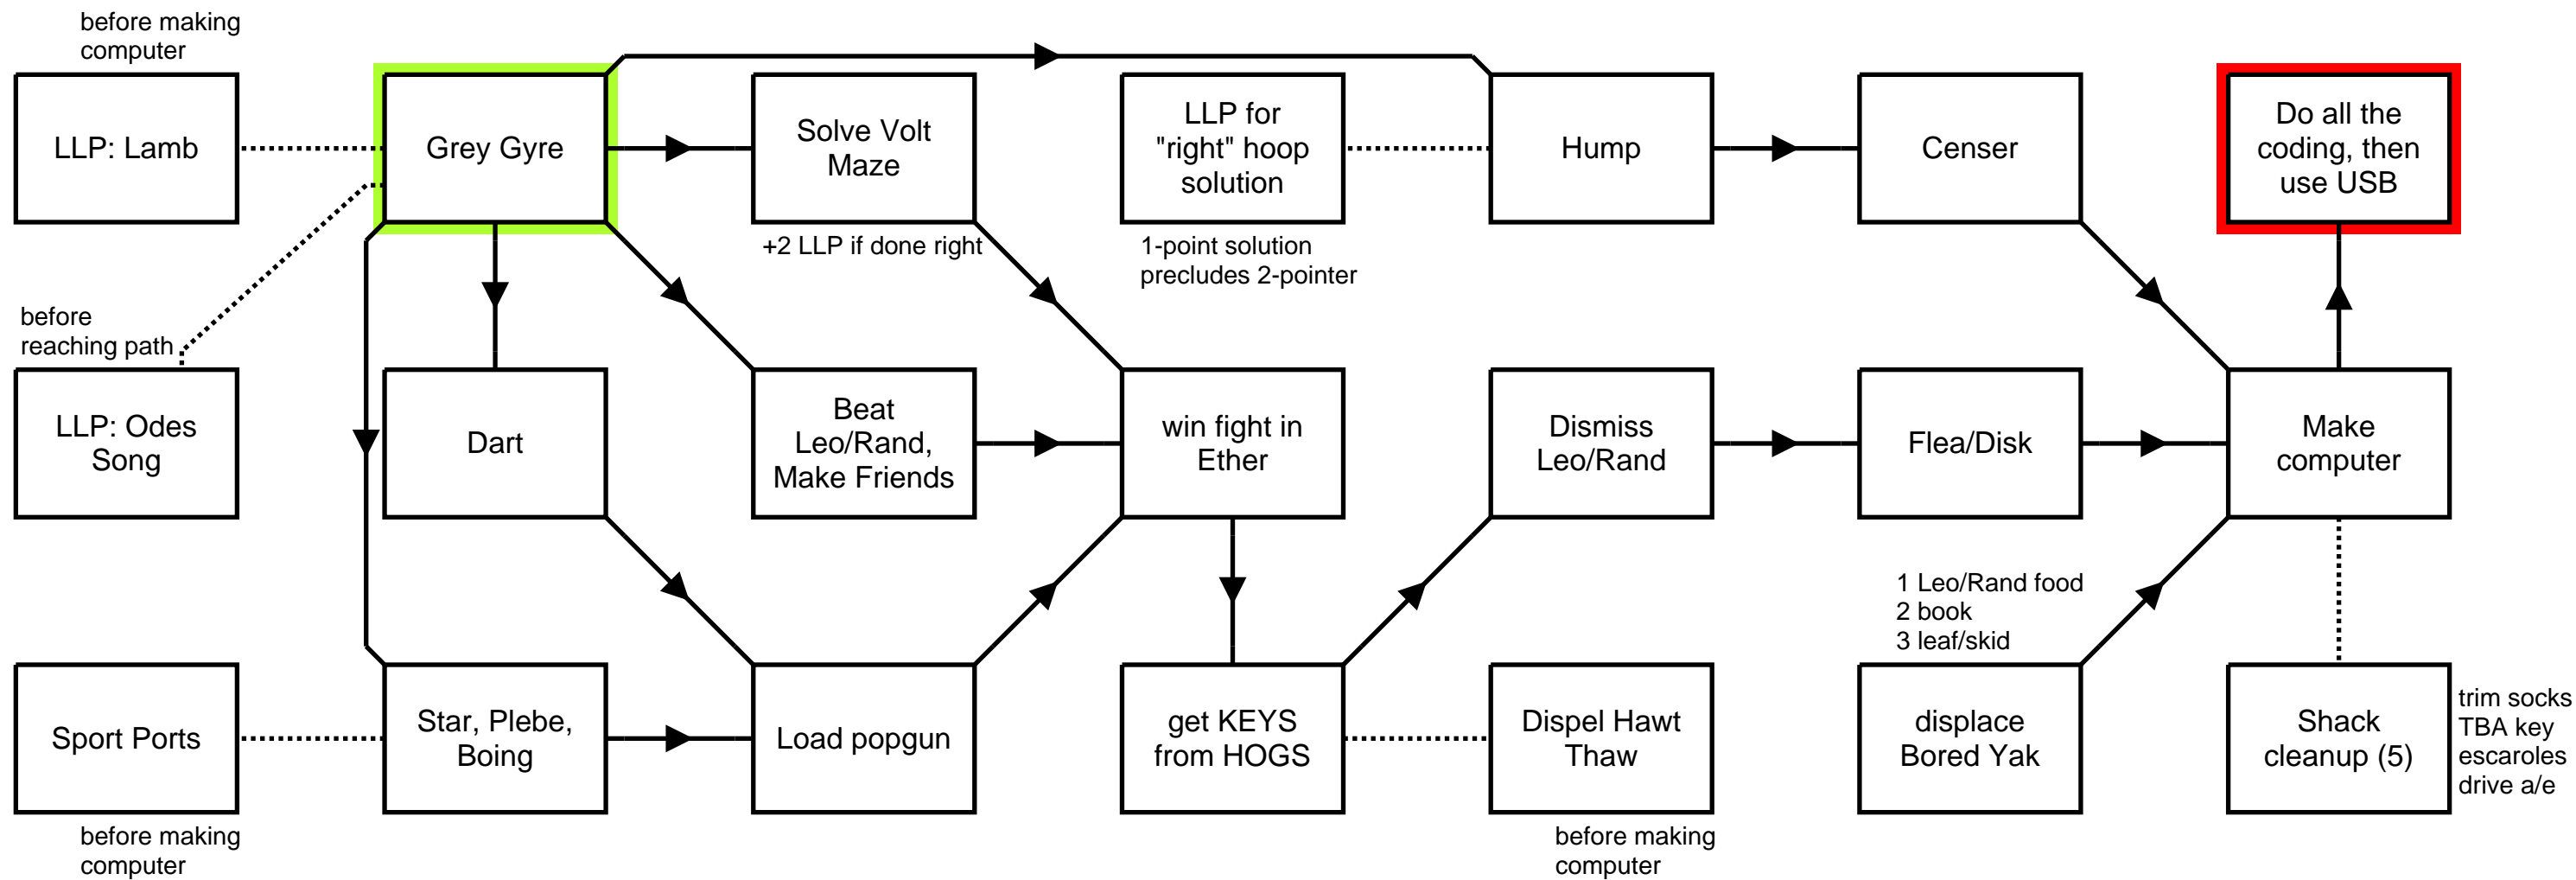 before making
computer
LLP: Lamb
Grey Gyre
Solve Volt
Maze
+2 LLP if done right
LLP for
"right" hoop
solution
1-point solution
precludes 2-pointer
Hump
Censer
Do all the
coding, then
use USB
before
reaching path
LLP: Odes
Song
Dart
Beat
Leo/Rand,
Make Friends
win fight in
Ether
Dismiss
Leo/Rand
Flea/Disk
Make
computer
1 Leo/Rand food
2 book
3 leaf/skid
Sport Ports
before making
computer
Star, Plebe,
Boing
Load popgun
get KEYS
from HOGS
Dispel Hawt
Thaw
before making
computer
displace
Bored Yak
Shack
cleanup (5)
trim socks
TBA key
escaroles
drive a/e